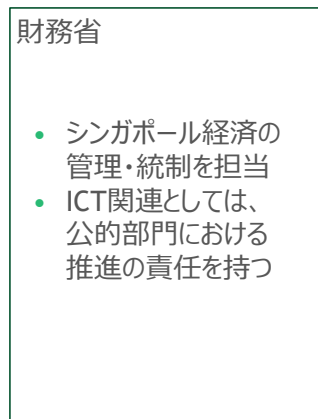 財務省
• シンガポール経済の
管理・統制を担当
• ICT関連としては、
公的部門における
推進の責任を持つ